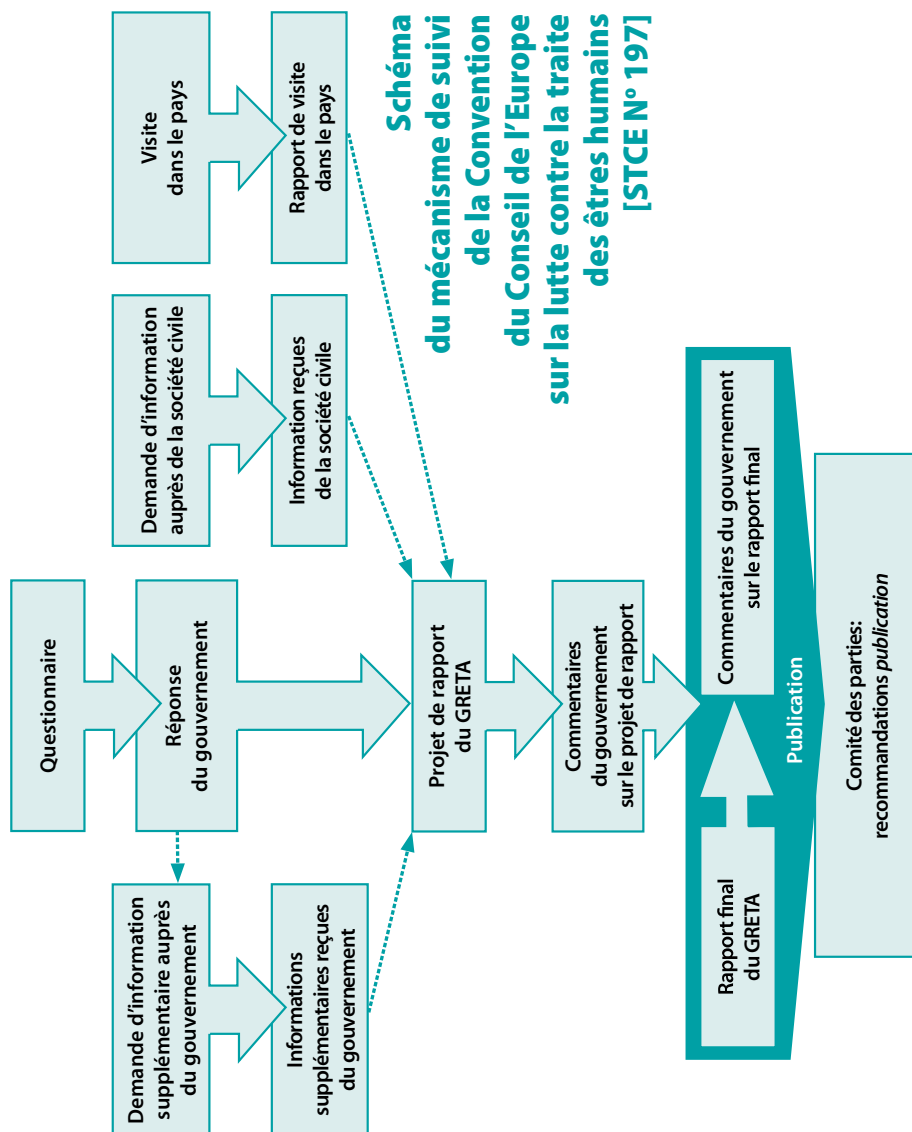 Schéma
du mécanisme de suivi
de la Convention
du Conseil de l'Europe
sur la lutte contre la traite
des êtres humains
[STCE Nº 197]
Questionnaire
Réponse
du gouvernement
Demande d'information
supplémentaire auprès
du gouvernement
Informations
supplémentaires reçues
du gouvernement
Demande d'information
auprès de la société civile
Information reçues
de la société civile
Visite
dans le pays
Rapport de visite
dans le pays
Projet de rapport
du GRETA
Commentaires
du gouvernement
sur le projet de rapport
Rapport final
du GRETA
Commentaires du gouvernement
sur le rapport final
Publication
Comité des parties:
recommandations publication